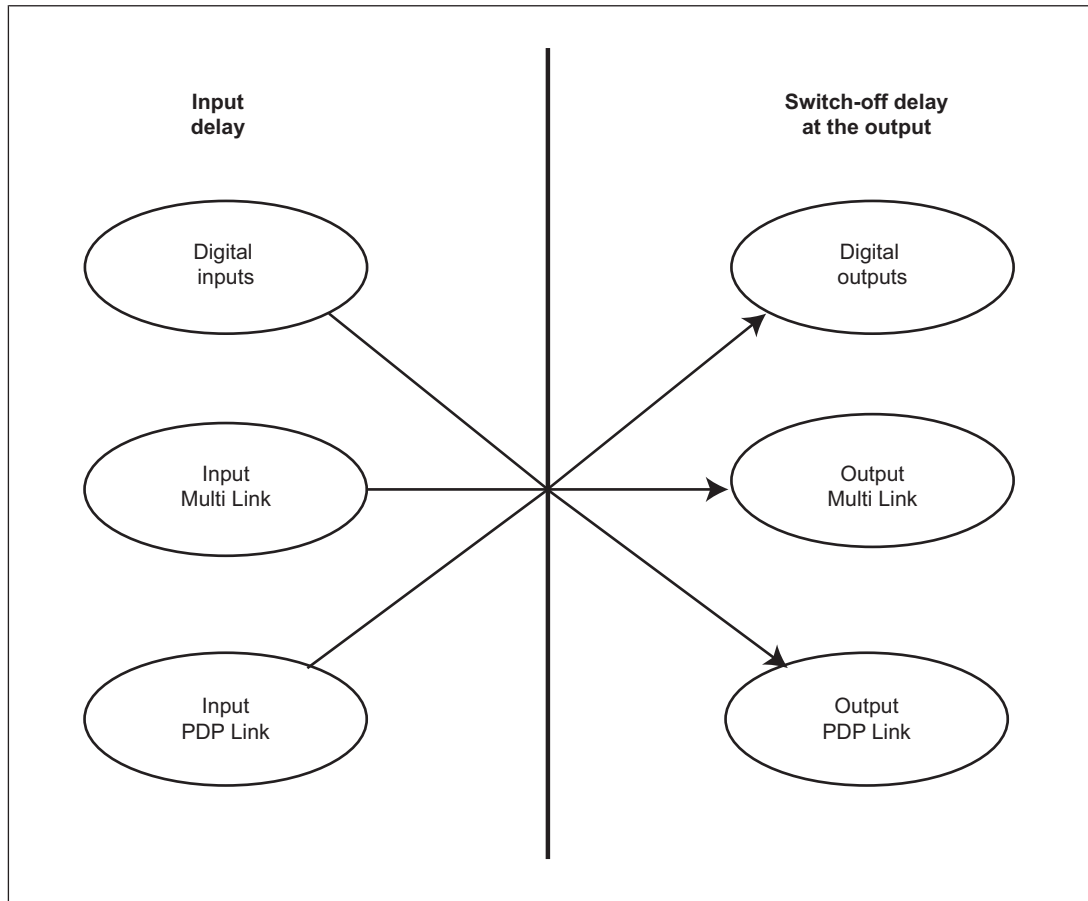 Input
delay
Switch-off delay
at the output
Digital
inputs
Digital
outputs
Input
Multi Link
Output
Multi Link
Input
PDP Link
Output
PDP Link